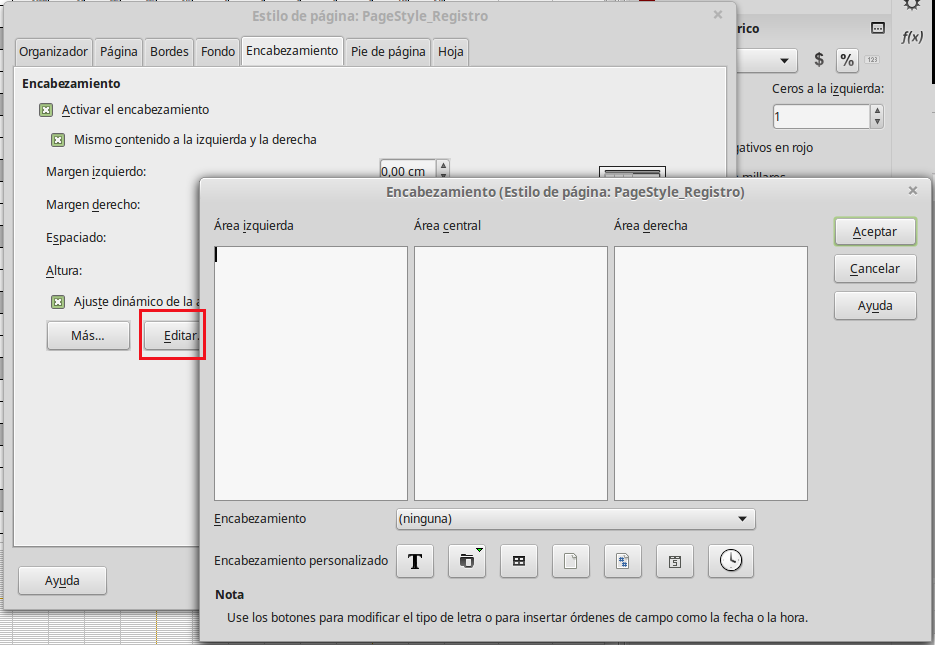 Estilo de página: PageStyle_Registro
Organizador Página Bordes Fondo Encabezamiento Pie de página Hoja
Encabezamiento
Activar el encabezamiento
Mismo contenido a la izquierda y la derecha
Margen izquierdo: 0,00 cm
Margen derecho:
Espaciado:
Altura:
Ajuste dinámico de la a
Más... Editar.
Ayuda
rico
$ % 123
f(x)
Ceros a la izquierda:
1
gativos en rojo
millares
Encabezamiento (Estilo de página: PageStyle_Registro)
Área izquierda Área central Área derecha
Aceptar
Cancelar
Ayuda
Encabezamiento (ninguna)
Encabezamiento personalizado T
Nota
Use los botones para modificar el tipo de letra o para insertar órdenes de campo como la fecha o la hora.